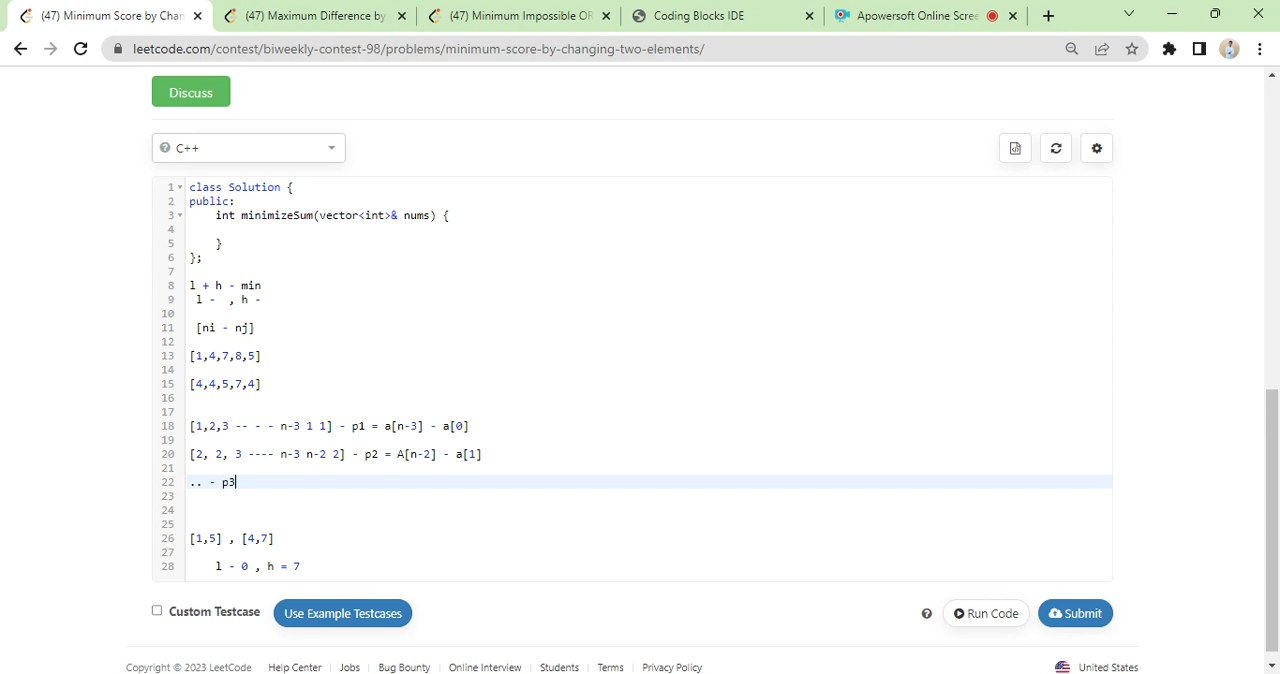 (47) Minimum Score by Chan
(47) Maximum Difference by
(47) Minimum Impossible OR
Coding Blocks IDE
Apowersoft Online Scree
leetcode.com/contest/biweekly-contest-98/problems/minimum-score-by-changing-two-elements/
Discuss
C++
1 class Solution {
2 public:
3 int minimizeSum(vector<int>& nums) {
4
5 }
6 };
7
8 l + h - min
9 l - , h -
10
11 [ni - nj]
12
13 [1,4,7,8,5]
14
15 [4,4,5,7,4]
16
17
18 [1,2,3 -- - - n-3 1 1] - p1 = a[n-3] - a[0]
19
20 [2, 2, 3 ---- n-3 n-2 2] - p2 = A[n-2] - a[1]
21
22 .. - p3
23
24
25
26 [1,5] , [4,7]
27
28 l - 0 , h = 7
Custom Testcase
Use Example Testcases
Run Code
Submit
Copyright © 2023 LeetCode Help Center | Jobs | Bug Bounty | Online Interview | Students | Terms | Privacy Policy
United States